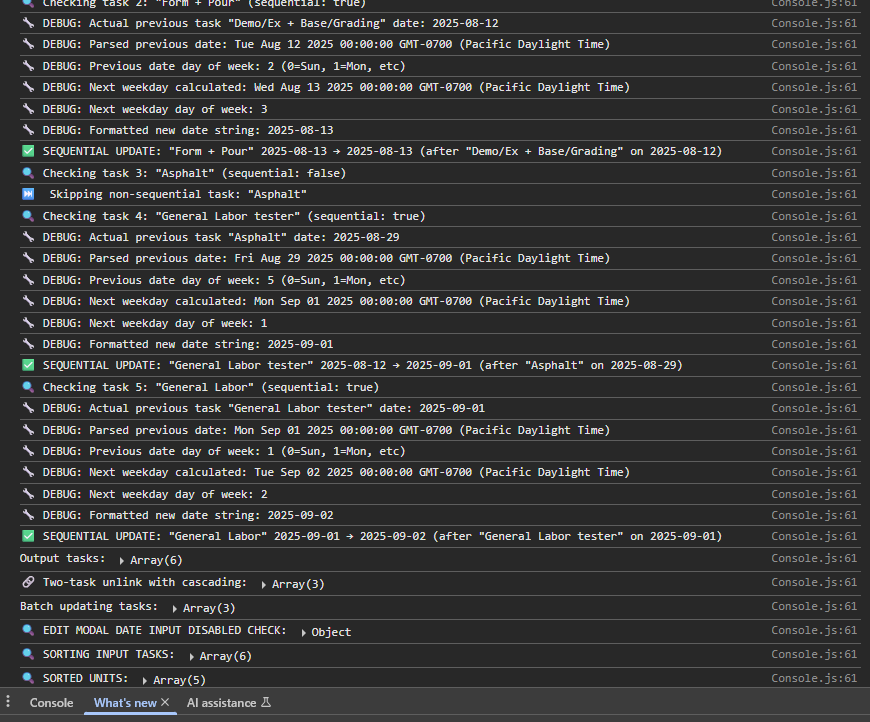 Checking task 2: "Form + Pour" (sequential: true) Console.js:61
DEBUG: Actual previous task "Demo/Ex + Base/Grading" date: 2025-08-12 Console.js:61
DEBUG: Parsed previous date: Tue Aug 12 2025 00:00:00 GMT-0700 (Pacific Daylight Time) Console.js:61
DEBUG: Previous date day of week: 2 (0=Sun, 1=Mon, etc) Console.js:61
DEBUG: Next weekday calculated: Wed Aug 13 2025 00:00:00 GMT-0700 (Pacific Daylight Time) Console.js:61
DEBUG: Next weekday day of week: 3 Console.js:61
DEBUG: Formatted new date string: 2025-08-13 Console.js:61
✅ SEQUENTIAL UPDATE: "Form + Pour" 2025-08-13 → 2025-08-13 (after "Demo/Ex + Base/Grading" on 2025-08-12) Console.js:61
🔍 Checking task 3: "Asphalt" (sequential: false) Console.js:61
⏭ Skipping non-sequential task: "Asphalt" Console.js:61
🔍 Checking task 4: "General Labor tester" (sequential: true) Console.js:61
🔧 DEBUG: Actual previous task "Asphalt" date: 2025-08-29 Console.js:61
🔧 DEBUG: Parsed previous date: Fri Aug 29 2025 00:00:00 GMT-0700 (Pacific Daylight Time) Console.js:61
🔧 DEBUG: Previous date day of week: 5 (0=Sun, 1=Mon, etc) Console.js:61
🔧 DEBUG: Next weekday calculated: Mon Sep 01 2025 00:00:00 GMT-0700 (Pacific Daylight Time) Console.js:61
🔧 DEBUG: Next weekday day of week: 1 Console.js:61
🔧 DEBUG: Formatted new date string: 2025-09-01 Console.js:61
✅ SEQUENTIAL UPDATE: "General Labor tester" 2025-08-12 → 2025-09-01 (after "Asphalt" on 2025-08-29) Console.js:61
🔍 Checking task 5: "General Labor" (sequential: true) Console.js:61
🔧 DEBUG: Actual previous task "General Labor tester" date: 2025-09-01 Console.js:61
🔧 DEBUG: Parsed previous date: Mon Sep 01 2025 00:00:00 GMT-0700 (Pacific Daylight Time) Console.js:61
🔧 DEBUG: Previous date day of week: 1 (0=Sun, 1=Mon, etc) Console.js:61
🔧 DEBUG: Next weekday calculated: Tue Sep 02 2025 00:00:00 GMT-0700 (Pacific Daylight Time) Console.js:61
🔧 DEBUG: Next weekday day of week: 2 Console.js:61
🔧 DEBUG: Formatted new date string: 2025-09-02 Console.js:61
✅ SEQUENTIAL UPDATE: "General Labor" 2025-09-01 → 2025-09-02 (after "General Labor tester" on 2025-09-01) Console.js:61
Output tasks: ▶ Array(6) Console.js:61
🔗 Two-task unlink with cascading: ▶ Array(3) Console.js:61
Batch updating tasks: ▶ Array(3) Console.js:61
🔍 EDIT MODAL DATE INPUT DISABLED CHECK: ▶ Object Console.js:61
🔍 SORTING INPUT TASKS: ▶ Array(6) Console.js:61
🔍 SORTED UNITS: ▶ Array(5) Console.js:61
Console What's new AI assistance